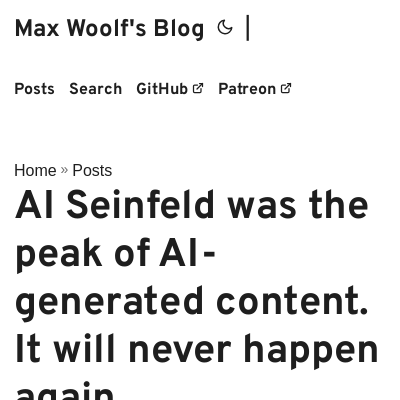 Max Woolf's Blog |
Posts Search GitHub Patreon
Home » Posts
AI Seinfeld was the
peak of AI-
generated content.
It will never happen
again.